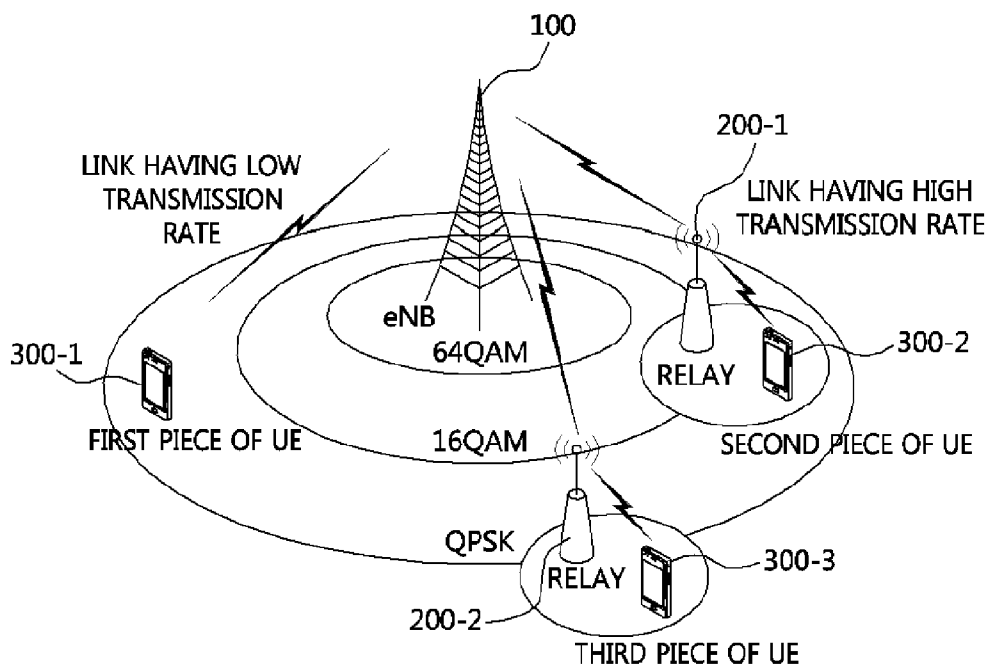 100
200-1
LINK HAVING LOW
TRANSMISSION
RATE
LINK HAVING HIGH
TRANSMISSION RATE
eNB
64QAM
300-1
300-2
RELAY
FIRST PIECE OF UE
16QAM
SECOND PIECE OF UE
QPSK
RELAY
300-3
200-2
THIRD PIECE OF UE